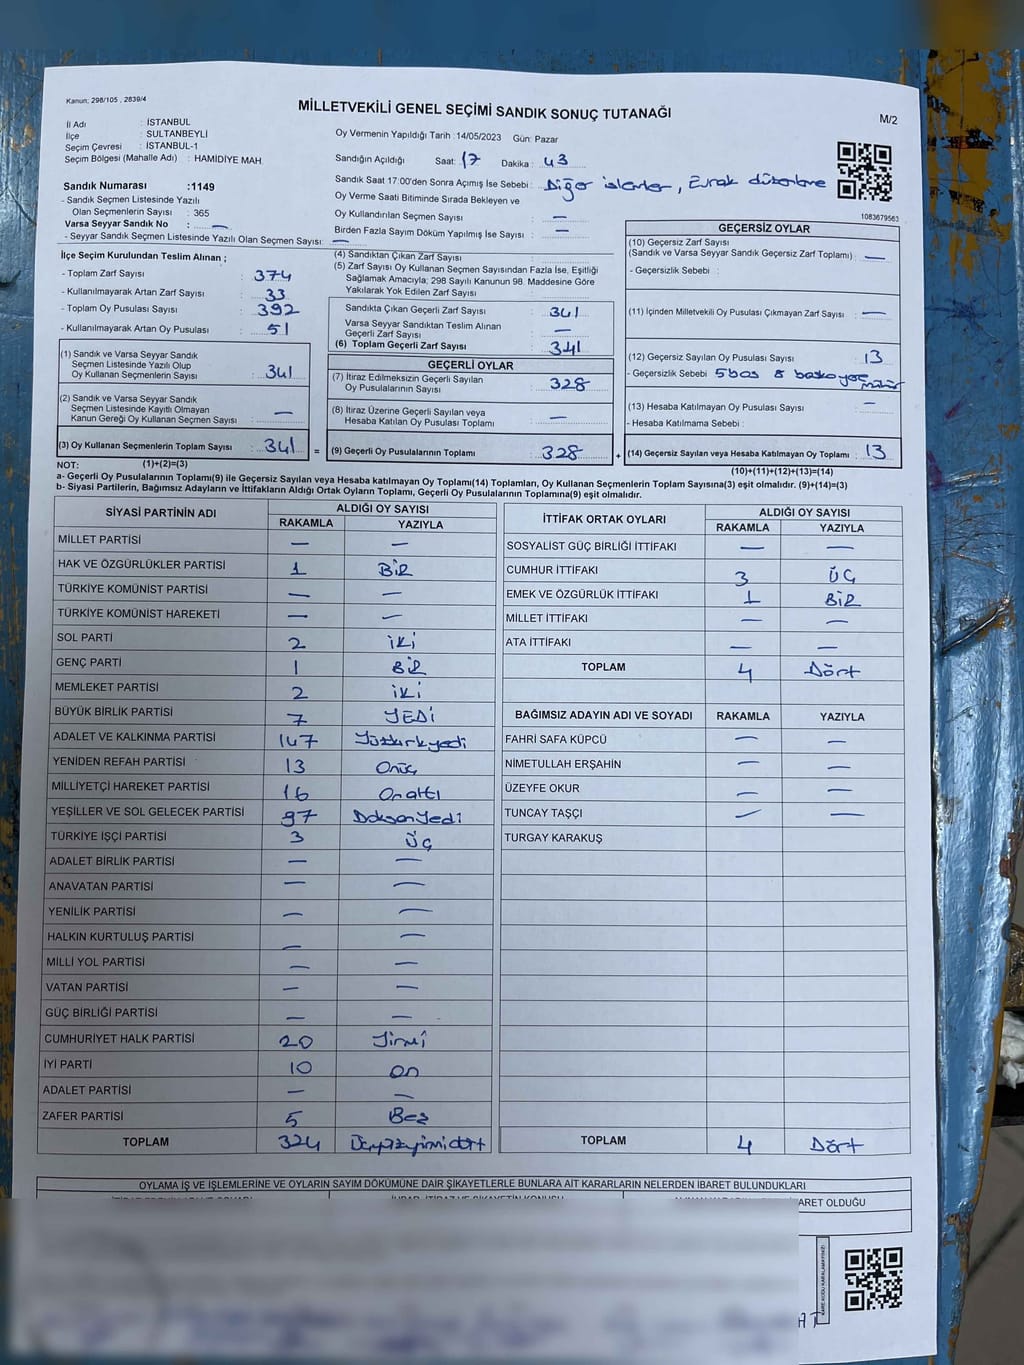 Kanun; 298/105 , 2839/4
MİLLETVEKİLİ GENEL SEÇİMİ SANDIK SONUÇ TUTANAĞI
M/2
İl Adı : İSTANBUL
İlçe : SULTANBEYLİ
Seçim Çevresi : İSTANBUL-1
Seçim Bölgesi (Mahalle Adı) : HAMİDİYE MAH.
Oy Vermenin Yapıldığı Tarih :14/05/2023 Gün: Pazar
Sandığın Açıldığı Saat: 17 Dakika : 43
Sandık Saat 17:00'den Sonra Açımış İse Sebebi : Diğer işlemler, Evrak düzenleme
Oy Verme Saati Bitiminde Sırada Bekleyen ve
Oy Kullandırılan Seçmen Sayısı : —
Birden Fazla Sayım Döküm Yapılmış İse Sayısı : —
1083679563
Sandık Numarası :1149
- Sandık Seçmen Listesinde Yazılı
Olan Seçmenlerin Sayısı : 365
Varsa Seyyar Sandık No : —
- Seyyar Sandık Seçmen Listesinde Yazılı Olan Seçmen Sayısı: —
İlçe Seçim Kurulundan Teslim Alınan ;
- Toplam Zarf Sayısı : 374
- Kullanılmayarak Artan Zarf Sayısı : 33
- Toplam Oy Pusulası Sayısı : 392
- Kullanılmayarak Artan Oy Pusulası : 51
(1) Sandık ve Varsa Seyyar Sandık
Seçmen Listesinde Yazılı Olup
Oy Kullanan Seçmenlerin Sayısı : 341
(2) Sandık ve Varsa Seyyar Sandık
Seçmen Listesinde Kayıtlı Olmayan
Kanun Gereği Oy Kullanan Seçmen Sayısı : —
(3) Oy Kullanan Seçmenlerin Toplam Sayısı : 341 =
(1)+(2)=(3)
(4) Sandıktan Çıkan Zarf Sayısı :
(5) Zarf Sayısı Oy Kullanan Seçmen Sayısından Fazla İse, Eşitliği
Sağlamak Amacıyla; 298 Sayılı Kanunun 98. Maddesine Göre
Yakılarak Yok Edilen Zarf Sayısı :
Sandıkta Çıkan Geçerli Zarf Sayısı : 341
Varsa Seyyar Sandıktan Teslim Alınan
Geçerli Zarf Sayısı : —
(6) Toplam Geçerli Zarf Sayısı : 341
GEÇERLİ OYLAR
(7) İtiraz Edilmeksizin Geçerli Sayılan
Oy Pusulalarının Sayısı : 328
(8) İtiraz Üzerine Geçerli Sayılan veya
Hesaba Katılan Oy Pusulası Toplamı : —
(9) Geçerli Oy Pusulalarının Toplamı : 328 +
GEÇERSİZ OYLAR
(10) Geçersiz Zarf Sayısı
(Sandık ve Varsa Seyyar Sandık Geçersiz Zarf Toplamı) : —
- Geçersizlik Sebebi :
(11) İçinden Milletvekili Oy Pusulası Çıkmayan Zarf Sayısı : —
(12) Geçersiz Sayılan Oy Pusulası Sayısı : 13
- Geçersizlik Sebebi : 5 boş 8 başka yere mühür
(13) Hesaba Katılmayan Oy Pusulası Sayısı : —
- Hesaba Katılmama Sebebi :
(14) Geçersiz Sayılan veya Hesaba Katılmayan Oy Toplamı : 13
(10)+(11)+(12)+(13)=(14)
NOT:
a- Geçerli Oy Pusulalarının Toplamı(9) ile Geçersiz Sayılan veya Hesaba katılmayan Oy Toplamı(14) Toplamları, Oy Kullanan Seçmenlerin Toplam Sayısına(3) eşit olmalıdır. (9)+(14)=(3)
b- Siyasi Partilerin, Bağımsız Adayların ve İttifakların Aldığı Ortak Oyların Toplamı, Geçerli Oy Pusulalarının Toplamına(9) eşit olmalıdır.
SİYASİ PARTİNİN ADI ALDIĞI OY SAYISI
RAKAMLA YAZIYLA
MİLLET PARTİSİ — —
HAK VE ÖZGÜRLÜKLER PARTİSİ 1 BİR
TÜRKİYE KOMÜNİST PARTİSİ — —
TÜRKİYE KOMÜNİST HAREKETİ — —
SOL PARTİ 2 İKİ
GENÇ PARTİ 1 BİR
MEMLEKET PARTİSİ 2 İKİ
BÜYÜK BİRLİK PARTİSİ 7 YEDİ
ADALET VE KALKINMA PARTİSİ 147 Yüzkırkyedi
YENİDEN REFAH PARTİSİ 13 Onüç
MİLLİYETÇİ HAREKET PARTİSİ 16 Onaltı
YEŞİLLER VE SOL GELECEK PARTİSİ 97 Doksanyedi
TÜRKİYE İŞÇİ PARTİSİ 3 ÜÇ
ADALET BİRLİK PARTİSİ — —
ANAVATAN PARTİSİ — —
YENİLİK PARTİSİ — —
HALKIN KURTULUŞ PARTİSİ — —
MİLLİ YOL PARTİSİ — —
VATAN PARTİSİ — —
GÜÇ BİRLİĞİ PARTİSİ — —
CUMHURİYET HALK PARTİSİ 20 Yirmi
İYİ PARTİ 10 On
ADALET PARTİSİ — —
ZAFER PARTİSİ 5 Beş
TOPLAM 324 Üçyüzyirmidört
İTTİFAK ORTAK OYLARI ALDIĞI OY SAYISI
RAKAMLA YAZIYLA
SOSYALİST GÜÇ BİRLİĞİ İTTİFAKI — —
CUMHUR İTTİFAKI 3 ÜÇ
EMEK VE ÖZGÜRLÜK İTTİFAKI 1 BİR
MİLLET İTTİFAKI — —
ATA İTTİFAKI — —
TOPLAM 4 Dört
BAĞIMSIZ ADAYIN ADI VE SOYADI RAKAMLA YAZIYLA
FAHRİ SAFA KÜPCÜ — —
NİMETULLAH ERŞAHİN — —
ÜZEYFE OKUR — —
TUNCAY TAŞÇI — —
TURGAY KARAKUŞ
TOPLAM 4 Dört
OYLAMA İŞ VE İŞLEMLERİNE VE OYLARIN SAYIM DÖKÜMÜNE DAİR ŞİKAYETLERLE BUNLARA AİT KARARLARIN NELERDEN İBARET BULUNDUKLARI
OLDUĞU